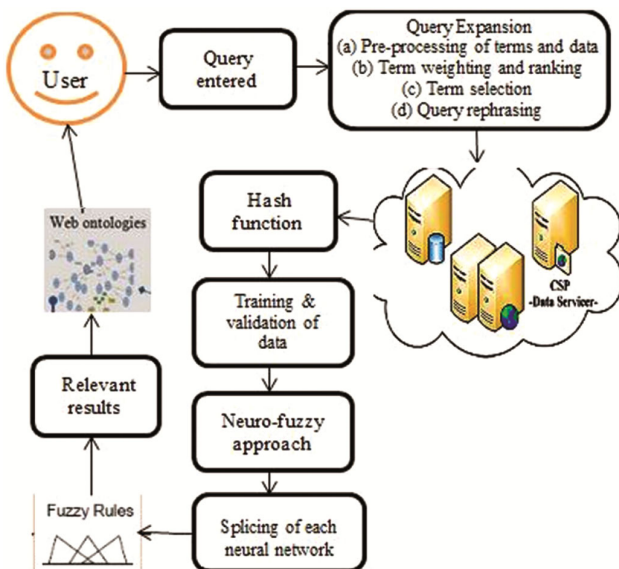 User
Query
entered
Query Expansion
(a) Pre-processing of terms and data
(b) Term weighting and ranking
(c) Term selection
(d) Query rephrasing
Hash
function
CSP
-Data Servicer-
Web ontologies
Training &
validation of
data
Relevant
results
Neuro-fuzzy
approach
Fuzzy Rules
Splicing of each
neural network